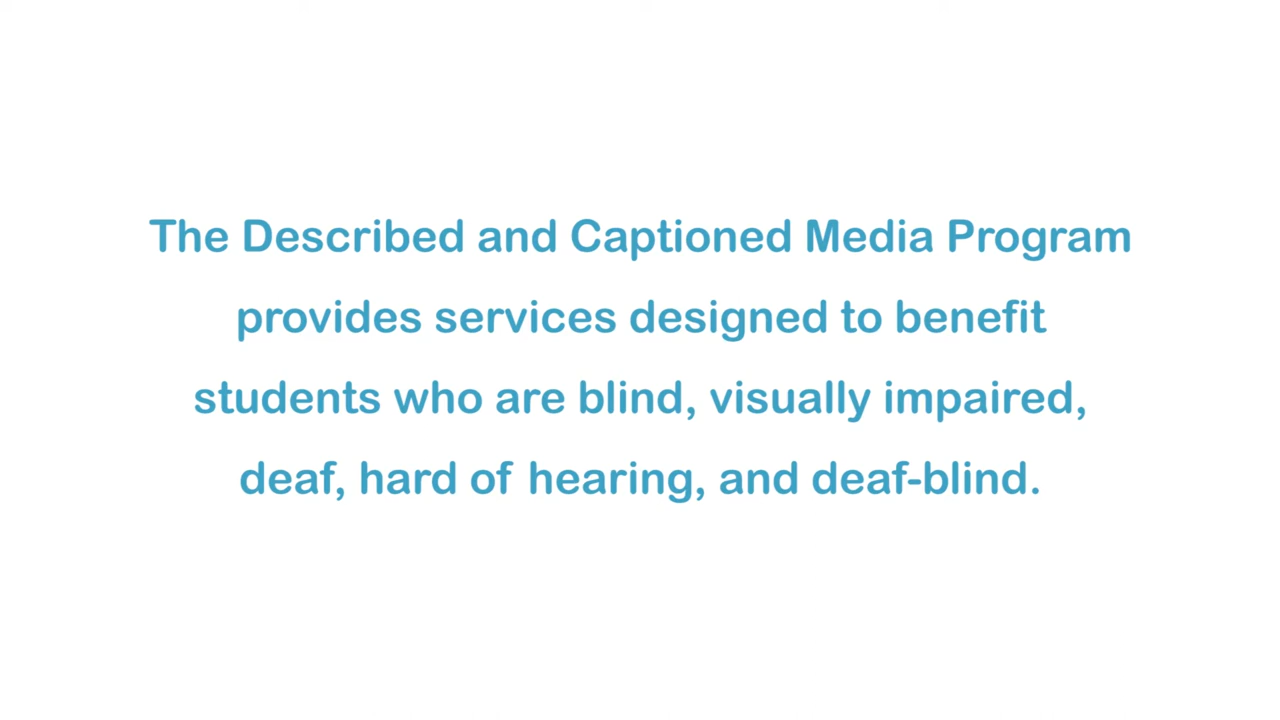 The Described and Captioned Media Program
provides services designed to benefit
students who are blind, visually impaired,
deaf, hard of hearing, and deaf-blind.